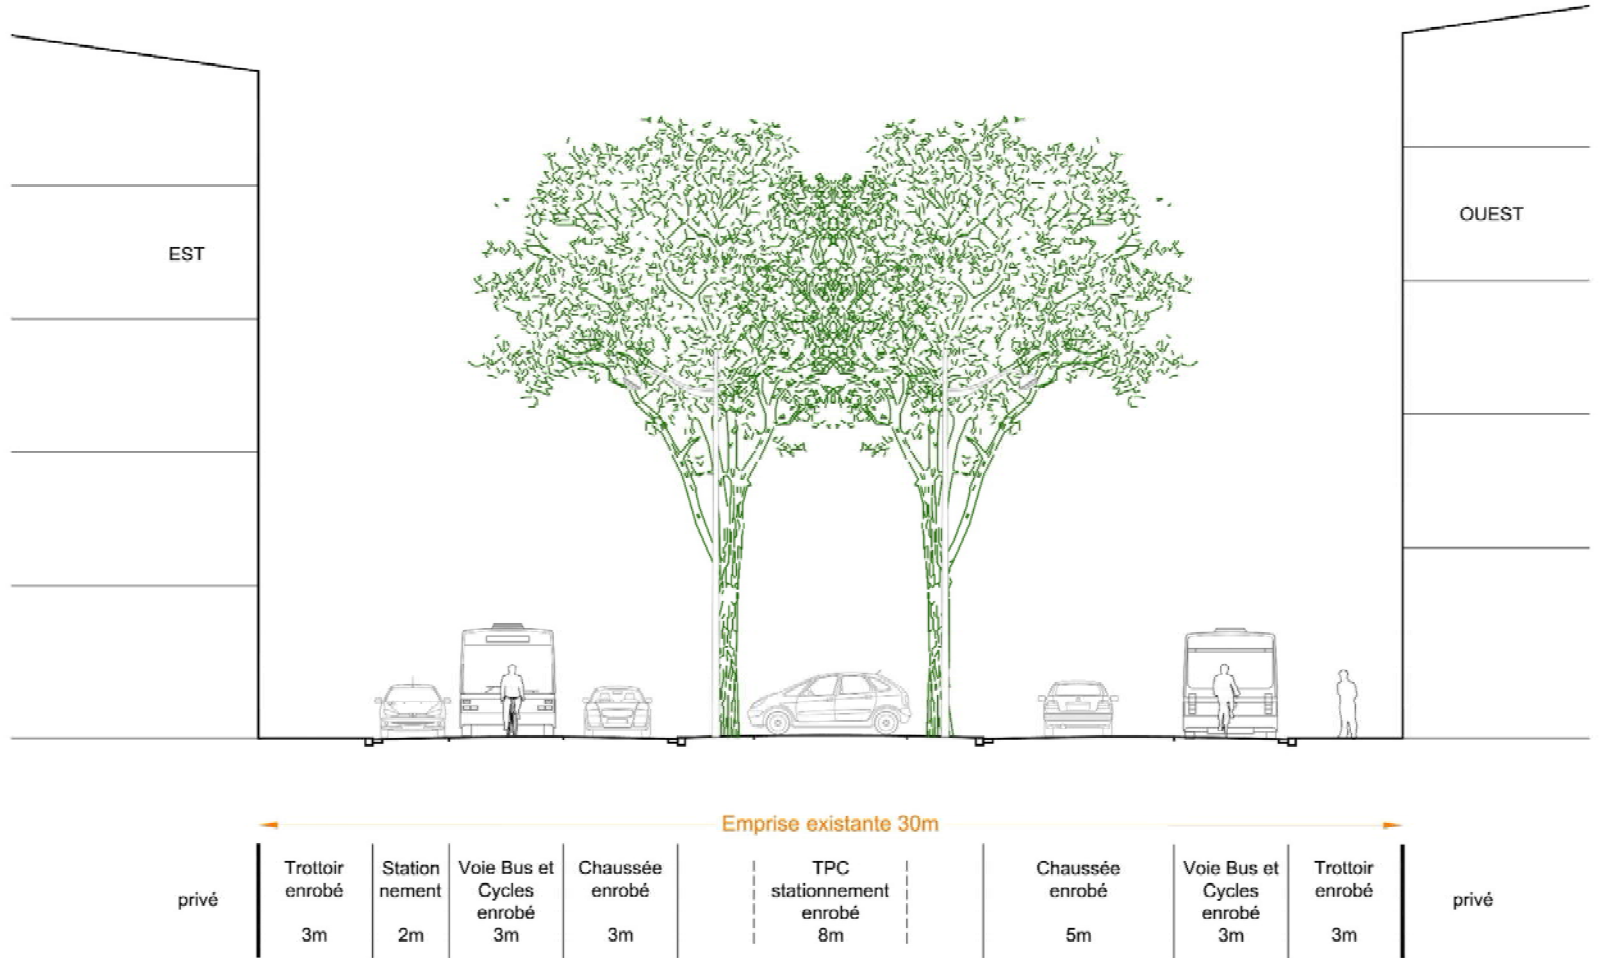 EST
OUEST
Emprise existante 30m
privé
Trottoir
enrobé
3m
Station
nement
2m
Voie Bus et
Cycles
enrobé
3m
Chaussée
enrobé
3m
TPC
stationnement
enrobé
8m
Chaussée
enrobé
5m
Voie Bus et
Cycles
enrobé
3m
Trottoir
enrobé
3m
privé